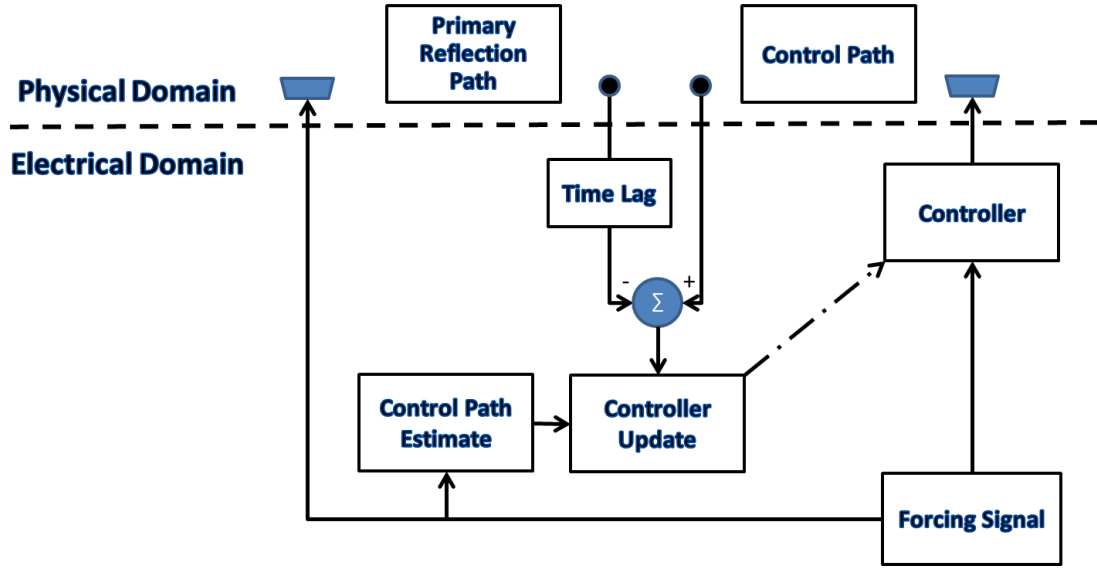 Primary
Reflection
Path
Control Path
Physical Domain
Electrical Domain
Time Lag
Controller
- +
Σ
Control Path
Estimate
Controller
Update
Forcing Signal